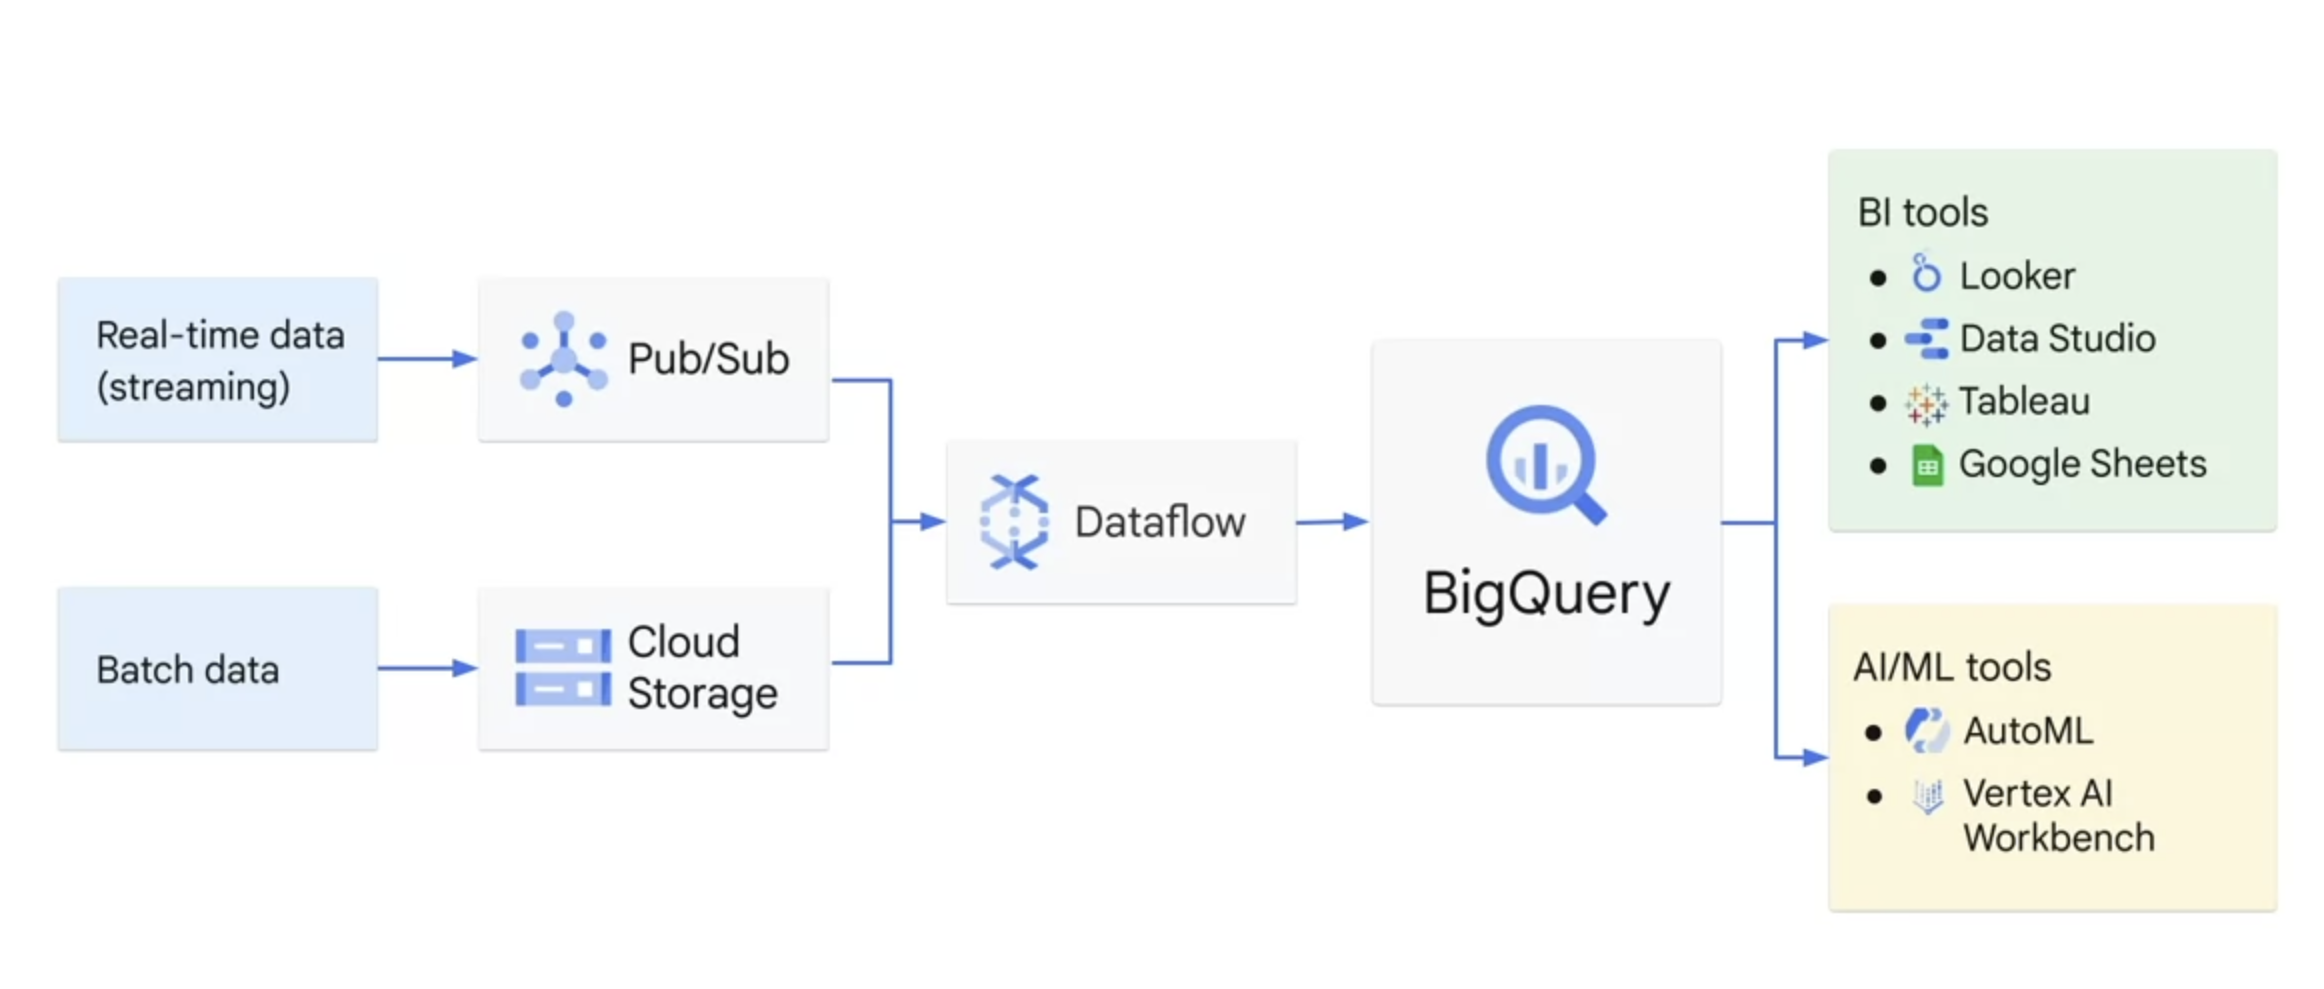 Real-time data
(streaming)
Pub/Sub
Batch data
Cloud
Storage
Dataflow
BigQuery
BI tools
Looker
Data Studio
Tableau
Google Sheets
AI/ML tools
AutoML
Vertex AI
Workbench